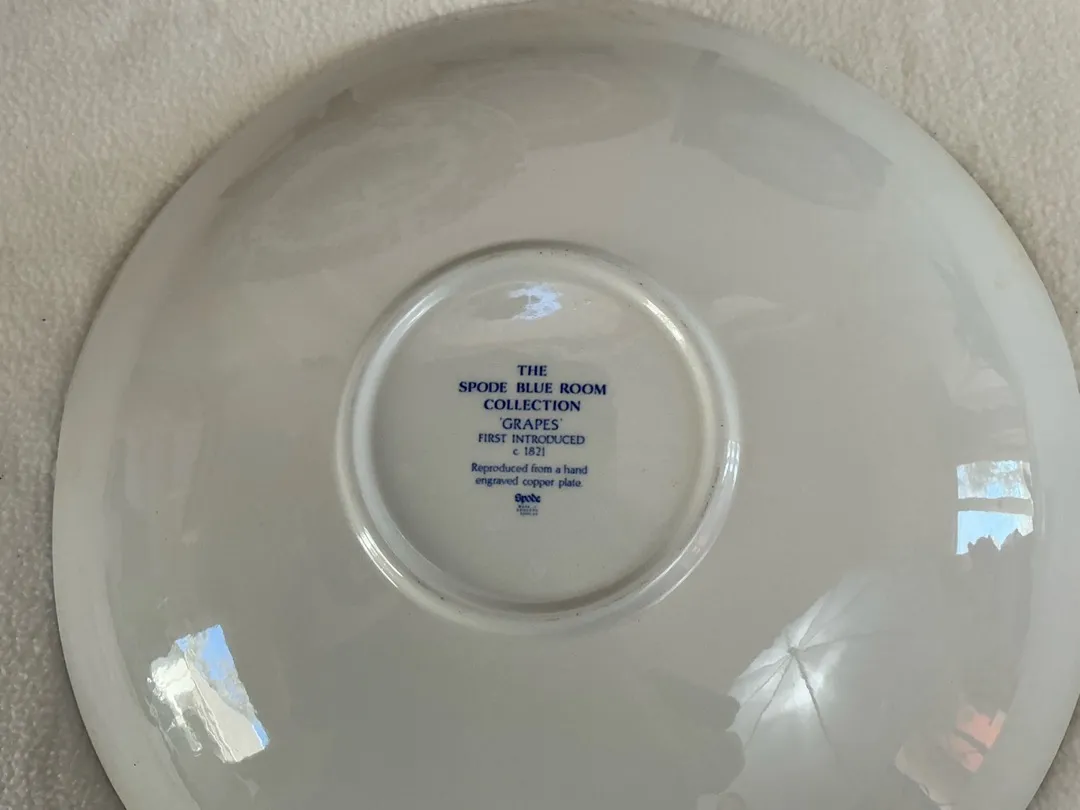 THE
SPODE BLUE ROOM
COLLECTION
'GRAPES'
FIRST INTRODUCED
c 1821
Reproduced from a hand
engraved copper plate.
Spode